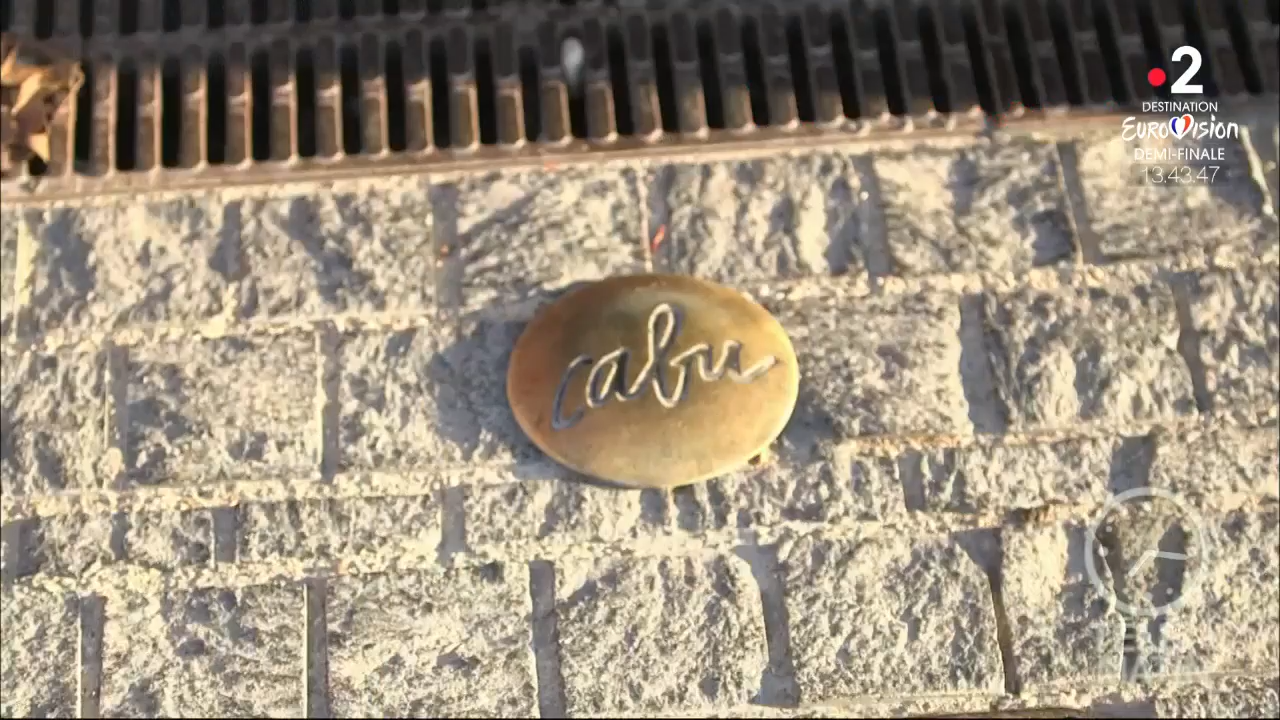 2
DESTINATION
EUROVISION
DEMI-FINALE
13.43.47
cabu